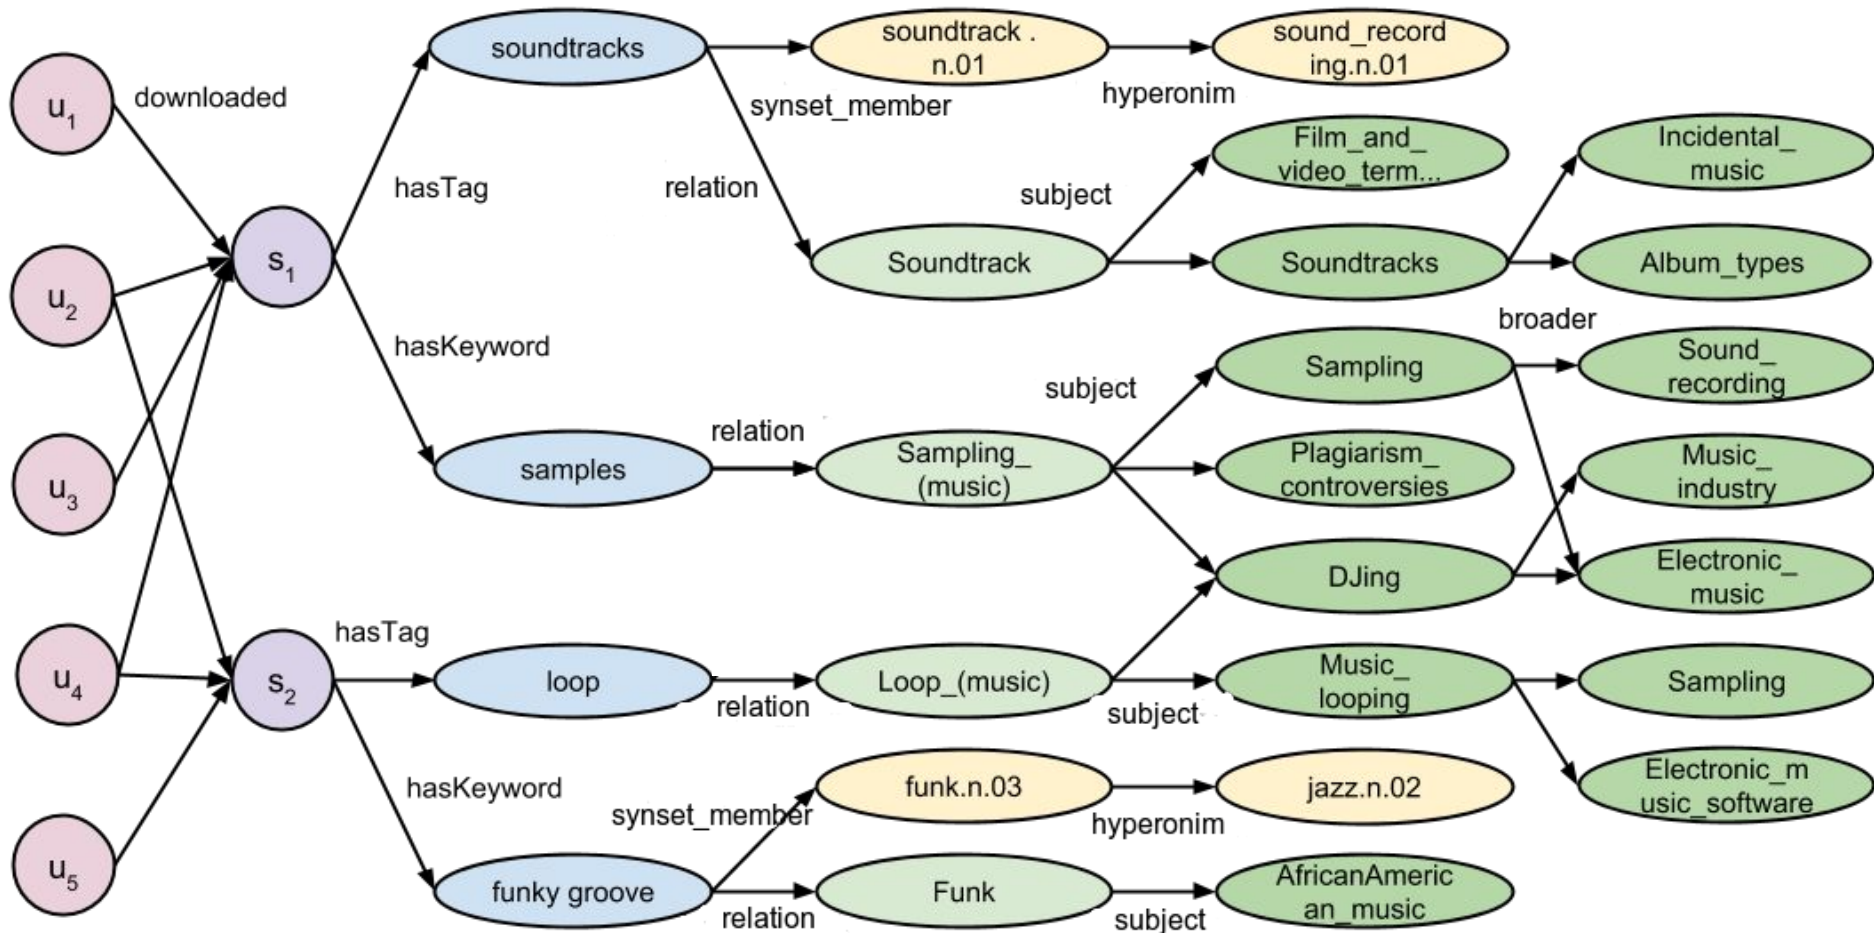 soundtracks
soundtrack .
n.01
sound_record
ing.n.01
u1
downloaded
synset_member
hyperonim
Film_and_
video_term...
Incidental_
music
hasTag
relation
subject
s1
Soundtrack
Soundtracks
Album_types
u2
broader
hasKeyword
Sampling
Sound_
recording
subject
relation
samples
Sampling_
(music)
Plagiarism_
controversies
Music_
industry
u3
DJing
Electronic_
music
hasTag
u4
s2
loop
relation
Loop_(music)
subject
Music_
looping
Sampling
hasKeyword
synset_member
funk.n.03
hyperonim
jazz.n.02
Electronic_m
usic_software
u5
funky groove
relation
Funk
subject
AfricanAmeric
an_music